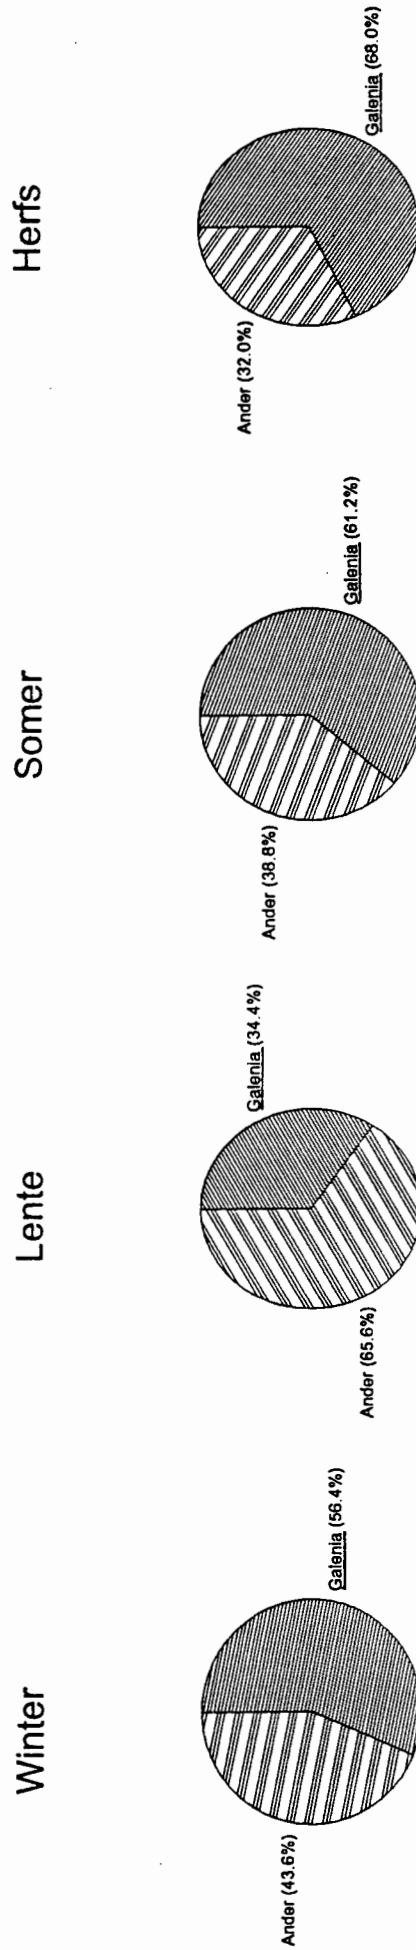 Winter
Ander (43.6%)
Galenia (56.4%)
Lente
Ander (65.6%)
Galenia (34.4%)
Somer
Ander (38.8%)
Galenia (61.2%)
Herfs
Ander (32.0%)
Galenia (68.0%)